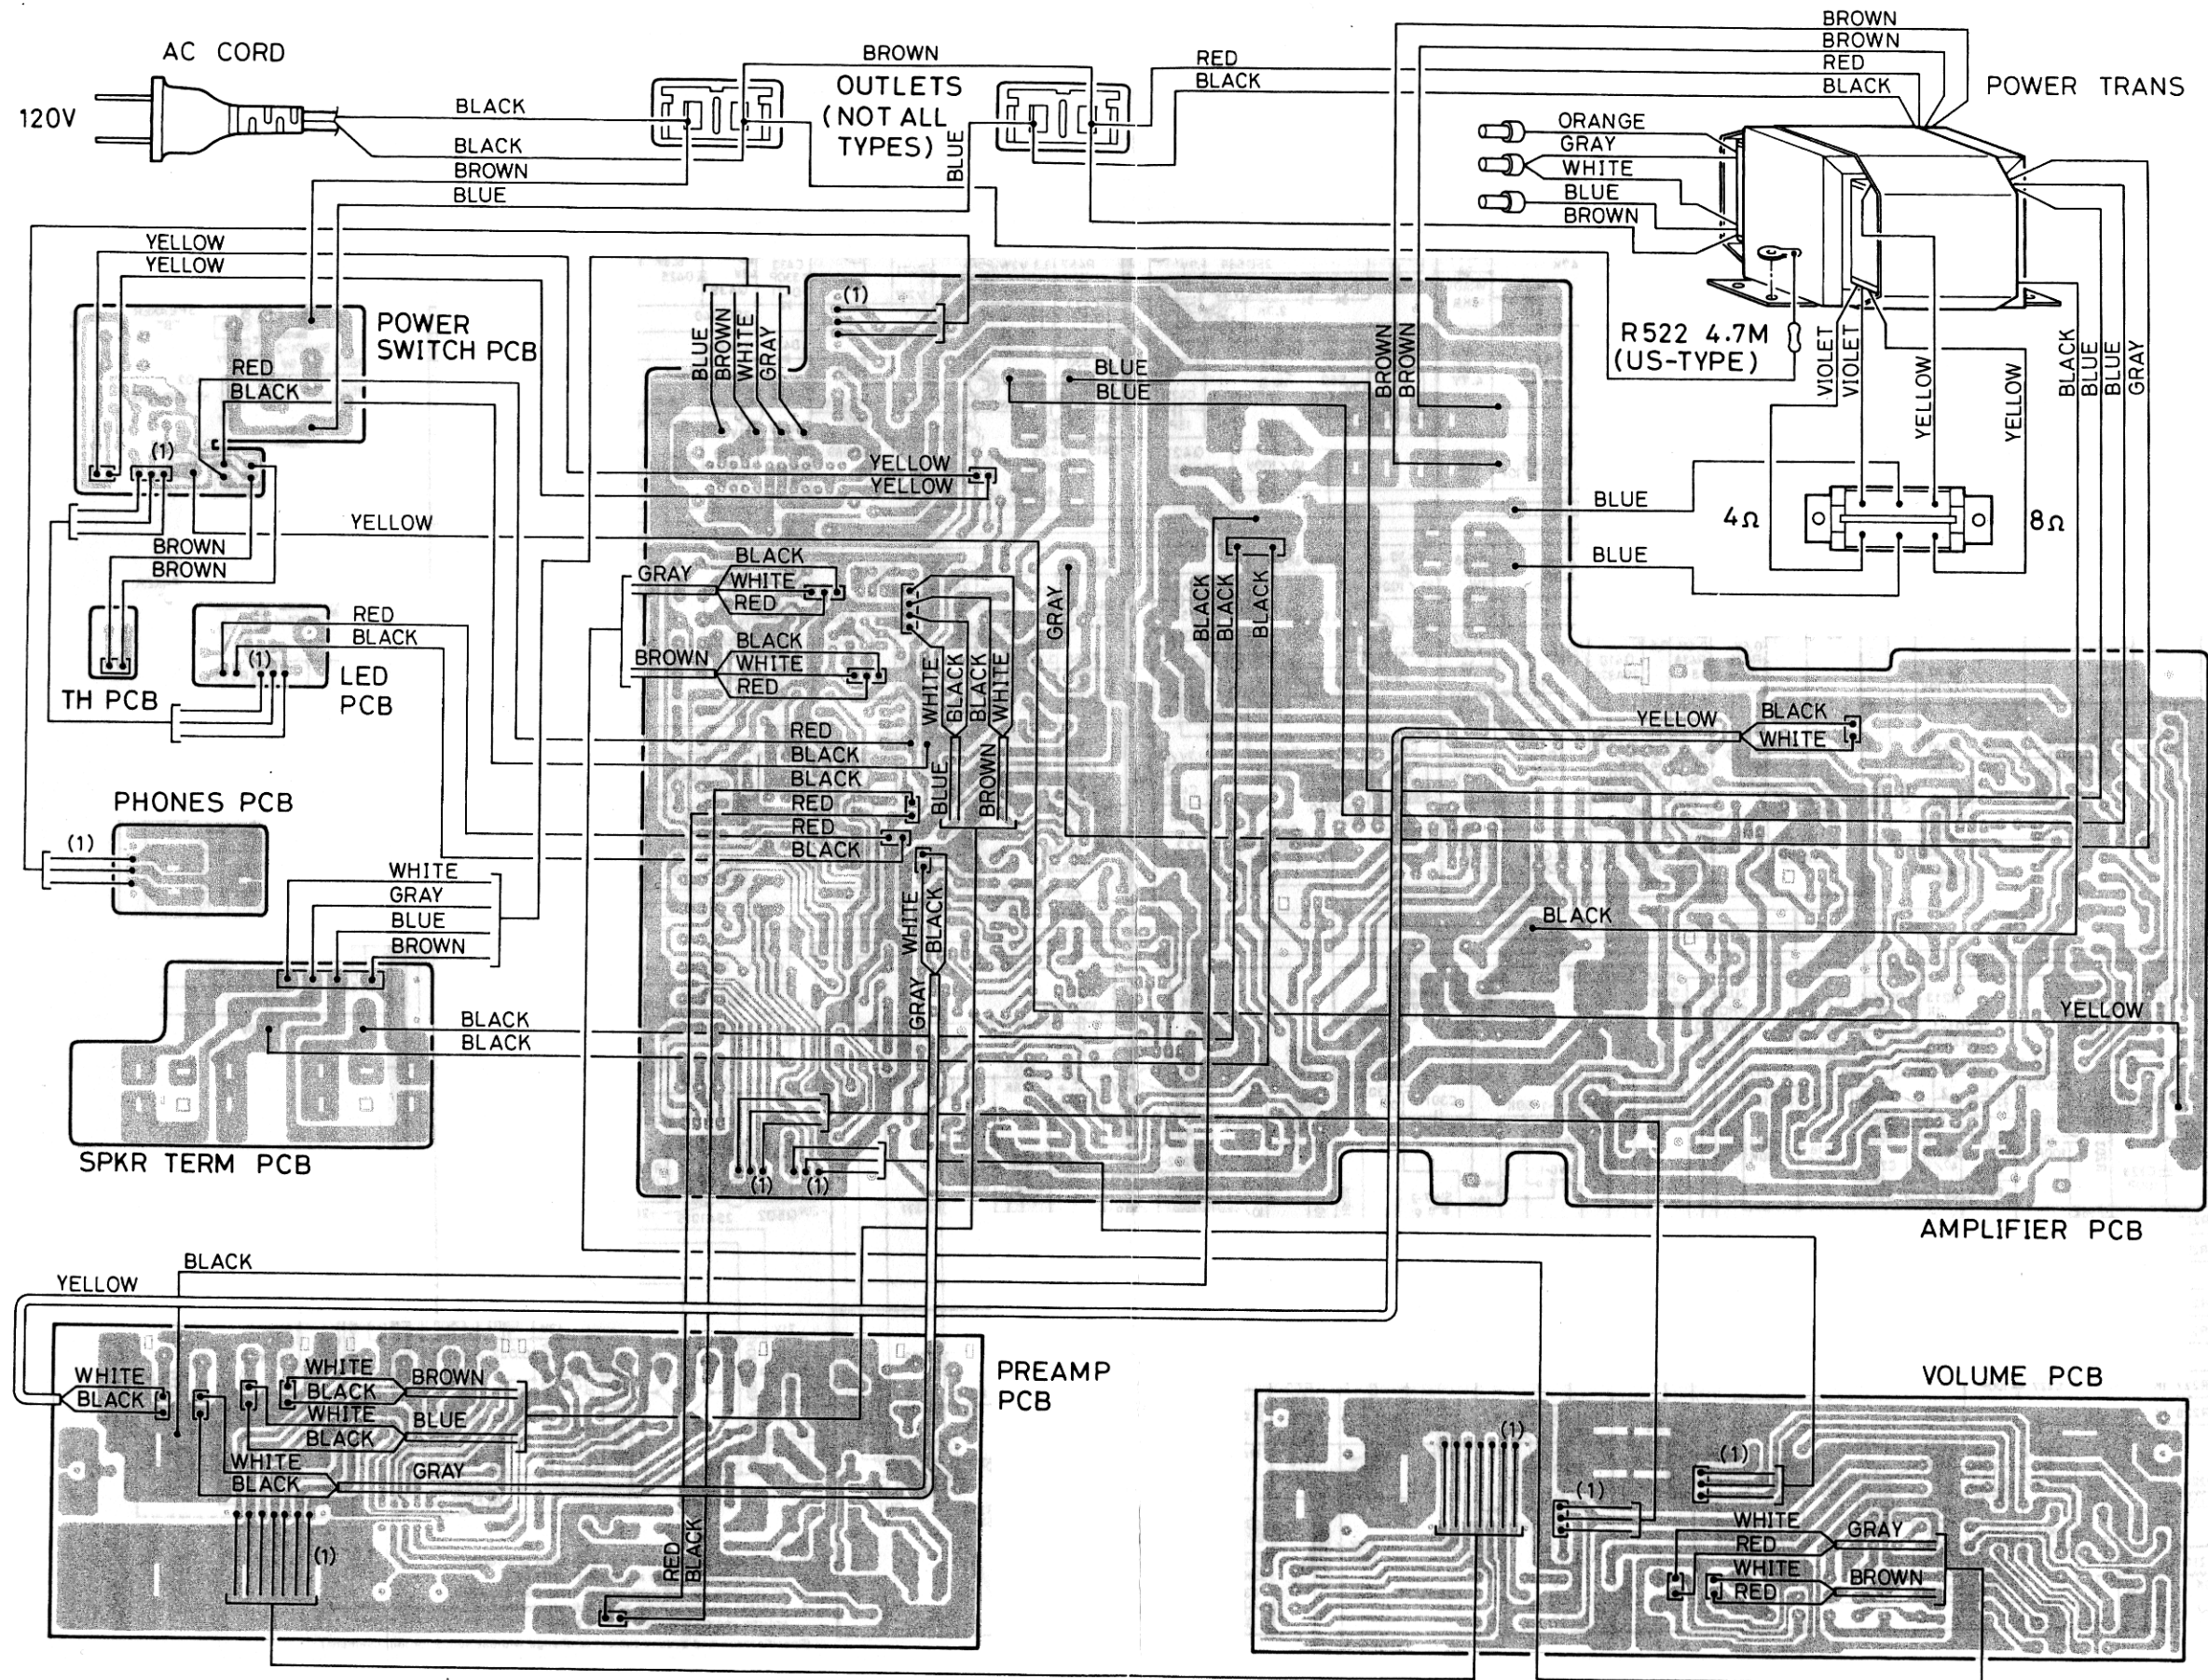 BROWN
BROWN
RED
BLACK
AC CORD
120V
BLACK
BLACK
BROWN
BLUE
BROWN
OUTLETS
(NOT ALL
TYPES)
BLUE
RED
BLACK
POWER TRANS
ORANGE
GRAY
WHITE
BLUE
BROWN
R522 4.7M
(US-TYPE)
VIOLET
VIOLET
YELLOW
YELLOW
BLACK
BLUE
BLUE
GRAY
4Ω
8Ω
YELLOW
YELLOW
POWER
SWITCH PCB
RED
BLACK
(1)
YELLOW
BROWN
BROWN
TH PCB
RED
BLACK
(1)
LED
PCB
PHONES PCB
(1)
WHITE
GRAY
BLUE
BROWN
BLACK
BLACK
SPKR TERM PCB
BLUE
BROWN
WHITE
GRAY
(1)
BLUE
BLUE
BROWN
BROWN
YELLOW
YELLOW
BLUE
BLUE
GRAY
BLACK
WHITE
RED
BROWN
BLACK
WHITE
RED
WHITE
BLACK
BLACK
WHITE
BLUE
BROWN
GRAY
BLACK
BLACK
BLACK
RED
BLACK
BLACK
RED
RED
BLACK
WHITE
BLACK
GRAY
YELLOW
BLACK
WHITE
BLACK
YELLOW
(1)
(1)
AMPLIFIER PCB
BLACK
YELLOW
WHITE
BLACK
WHITE
BLACK
BROWN
WHITE
BLACK
BLUE
WHITE
BLACK
GRAY
(1)
RED
BLACK
PREAMP
PCB
VOLUME PCB
(1)
(1)
(1)
WHITE
RED
GRAY
WHITE
RED
BROWN